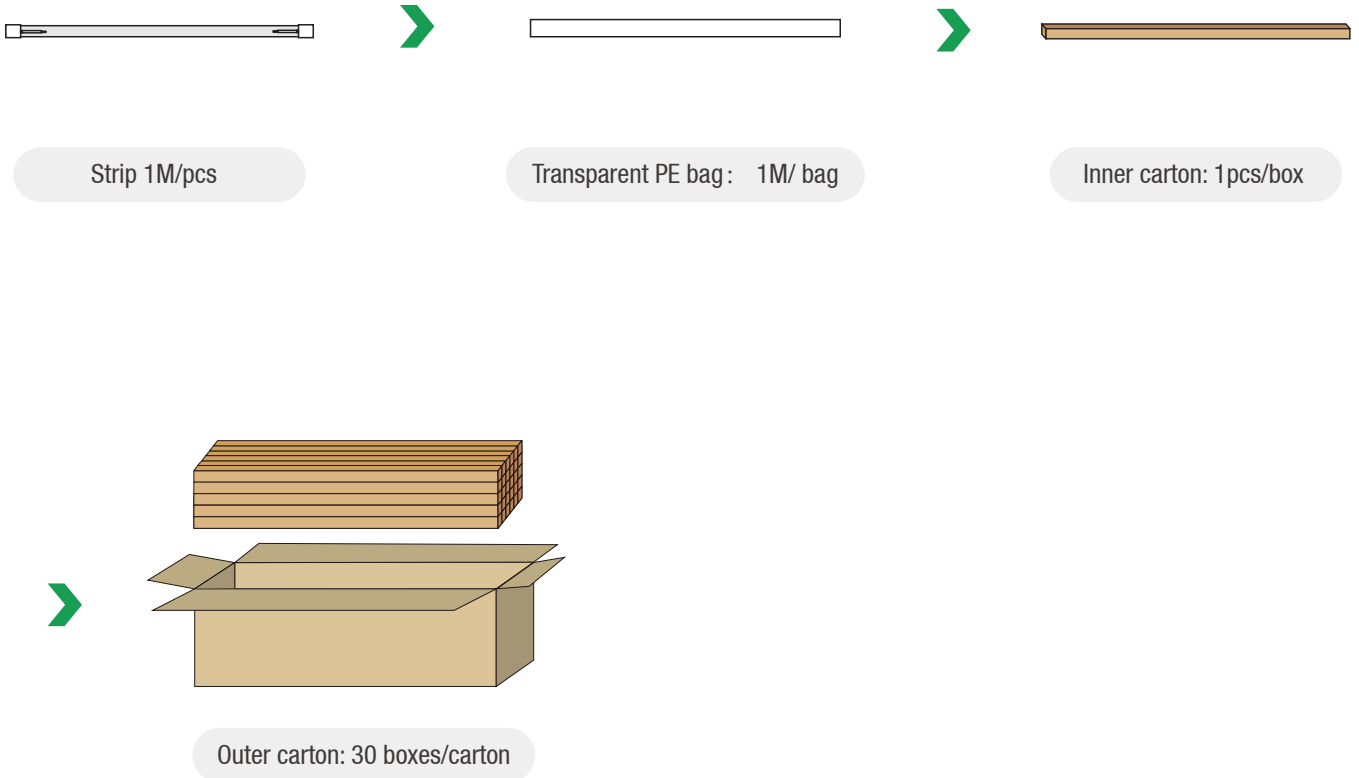 Strip 1M/pcs
Transparent PE bag： 1M/ bag
Inner carton: 1pcs/box
Outer carton: 30 boxes/carton